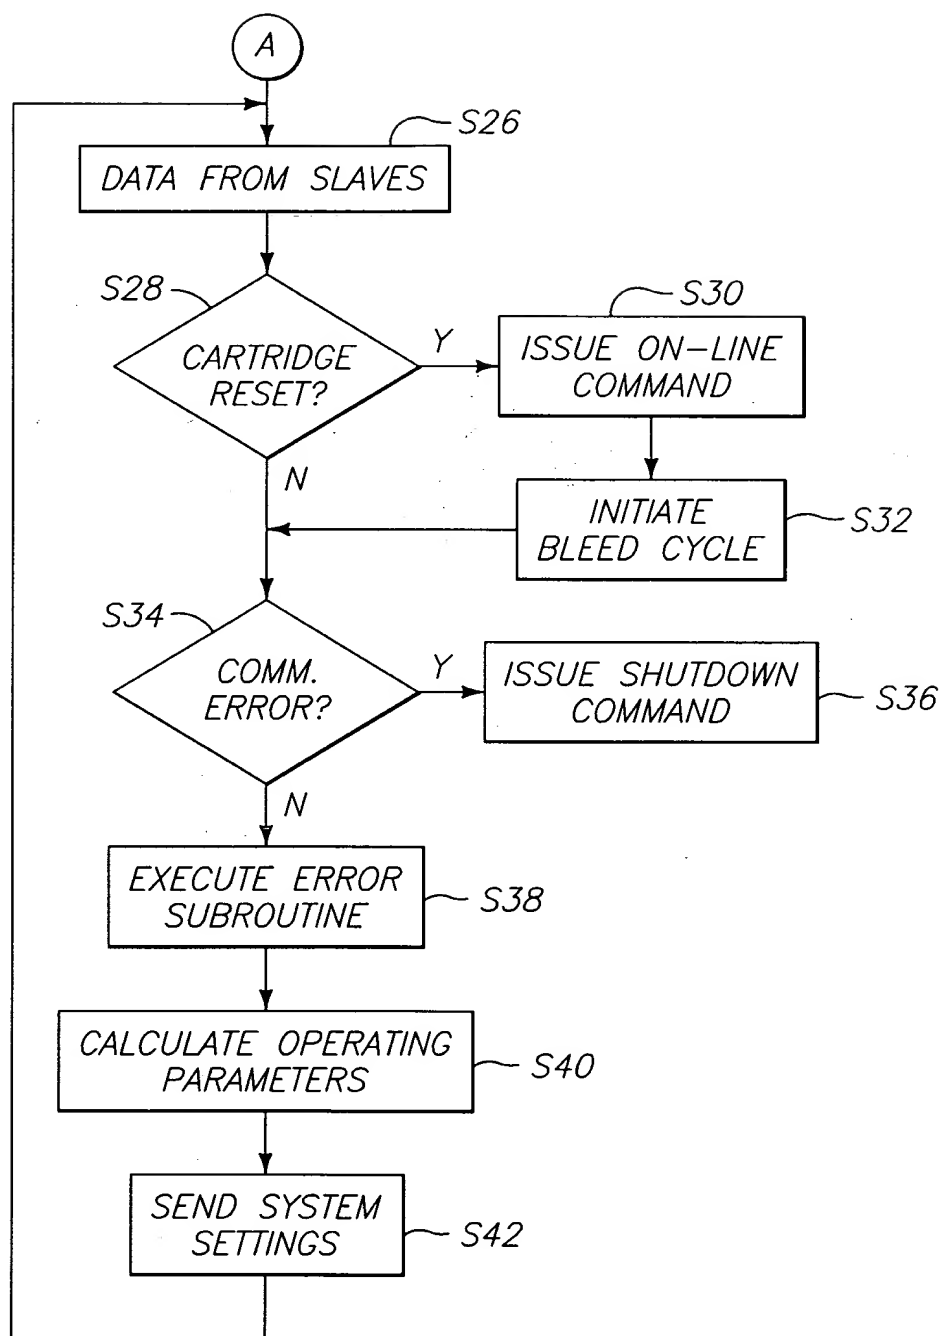 A
S26
DATA FROM SLAVES
S28
CARTRIDGE
RESET?
Y
S30
ISSUE ON-LINE
COMMAND
N
INITIATE
BLEED CYCLE
S32
S34
COMM.
ERROR?
Y
ISSUE SHUTDOWN
COMMAND
S36
N
EXECUTE ERROR
SUBROUTINE
S38
CALCULATE OPERATING
PARAMETERS
S40
SEND SYSTEM
SETTINGS
S42